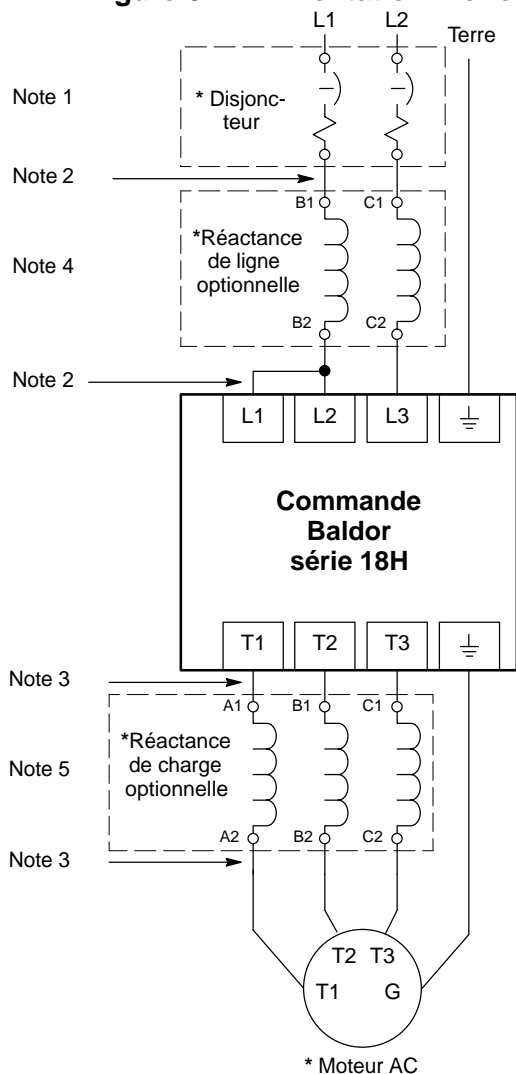 L1 L2
Terre
Note 1
* Disjonc-
teur
Note 2
B1 C1
Note 4
*Réactance
de ligne
optionnelle
B2 C2
Note 2
L1 L2 L3
Commande
Baldor
série 18H
T1 T2 T3
Note 3
A1 B1 C1
Note 5
*Réactance
de charge
optionnelle
A2 B2 C2
Note 3
T2 T3
T1 G
* Moteur AC